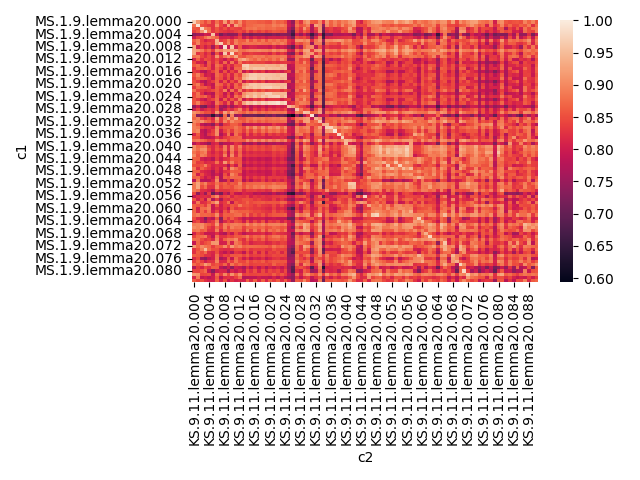 MS.1.9.lemma20.000
MS.1.9.lemma20.004
MS.1.9.lemma20.008
MS.1.9.lemma20.012
MS.1.9.lemma20.016
MS.1.9.lemma20.020
MS.1.9.lemma20.024
MS.1.9.lemma20.028
MS.1.9.lemma20.032
MS.1.9.lemma20.036
MS.1.9.lemma20.040
MS.1.9.lemma20.044
MS.1.9.lemma20.048
MS.1.9.lemma20.052
MS.1.9.lemma20.056
MS.1.9.lemma20.060
MS.1.9.lemma20.064
MS.1.9.lemma20.068
MS.1.9.lemma20.072
MS.1.9.lemma20.076
MS.1.9.lemma20.080
c1
KS.9.11.lemma20.000
KS.9.11.lemma20.004
KS.9.11.lemma20.008
KS.9.11.lemma20.012
KS.9.11.lemma20.016
KS.9.11.lemma20.020
KS.9.11.lemma20.024
KS.9.11.lemma20.028
KS.9.11.lemma20.032
KS.9.11.lemma20.036
KS.9.11.lemma20.040
KS.9.11.lemma20.044
KS.9.11.lemma20.048
KS.9.11.lemma20.052
KS.9.11.lemma20.056
KS.9.11.lemma20.060
KS.9.11.lemma20.064
KS.9.11.lemma20.068
KS.9.11.lemma20.072
KS.9.11.lemma20.076
KS.9.11.lemma20.080
KS.9.11.lemma20.084
KS.9.11.lemma20.088
c2
1.00
0.95
0.90
0.85
0.80
0.75
0.70
0.65
0.60